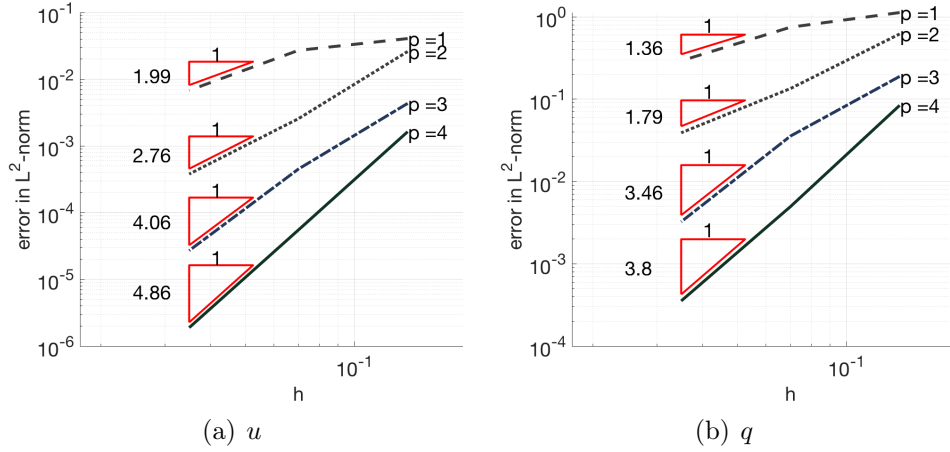 10^-1
10^-2
10^-3
10^-4
10^-5
10^-6
error in L^2-norm
1
1.99
1
2.76
1
4.06
1
4.86
p =1
p =2
p =3
p =4
10^-1
h
(a) u
10^0
10^-1
10^-2
10^-3
10^-4
error in L^2-norm
1
1.36
1
1.79
1
3.46
1
3.8
p =1
p =2
p =3
p =4
10^-1
h
(b) q